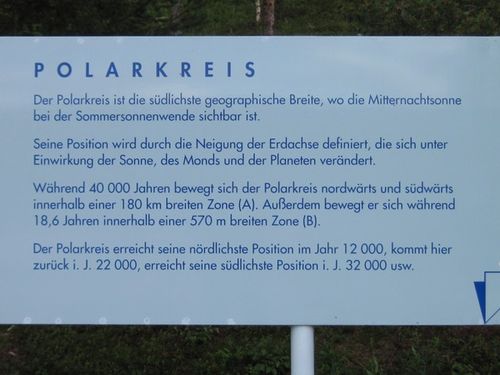 POLARKREIS
Der Polarkreis ist die südlichste geographische Breite, wo die Mitternachtsonne
bei der Sommersonnenwende sichtbar ist.
Seine Position wird durch die Neigung der Erdachse definiert, die sich unter
Einwirkung der Sonne, des Monds und der Planeten verändert.
Während 40 000 Jahren bewegt sich der Polarkreis nordwärts und südwärts
innerhalb einer 180 km breiten Zone (A). Außerdem bewegt er sich während
18,6 Jahren innerhalb einer 570 m breiten Zone (B).
Der Polarkreis erreicht seine nördlichste Position im Jahr 12 000, kommt hier
zurück i. J. 22 000, erreicht seine südlichste Position i. J. 32 000 usw.